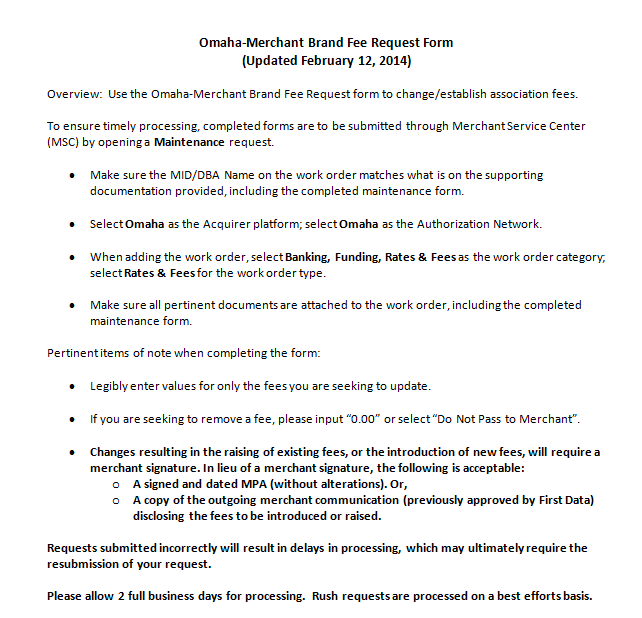 Omaha-Merchant Brand Fee Request Form
(Updated February 12, 2014)
Overview:  Use the Omaha-Merchant Brand Fee Request form to change/establish association fees.
To ensure timely processing, completed forms are to be submitted through Merchant Service Center
(MSC) by opening a Maintenance request.
• Make sure the MID/DBA Name on the work order matches what is on the supporting
documentation provided, including the completed maintenance form.
• Select Omaha as the Acquirer platform; select Omaha as the Authorization Network.
• When adding the work order, select Banking, Funding, Rates & Fees as the work order category;
select Rates & Fees for the work order type.
• Make sure all pertinent documents are attached to the work order, including the completed
maintenance form.
Pertinent items of note when completing the form:
• Legibly enter values for only the fees you are seeking to update.
• If you are seeking to remove a fee, please input “0.00” or select “Do Not Pass to Merchant”.
• Changes resulting in the raising of existing fees, or the introduction of new fees, will require a
merchant signature. In lieu of a merchant signature, the following is acceptable:
o A signed and dated MPA (without alterations). Or,
o A copy of the outgoing merchant communication (previously approved by First Data)
disclosing the fees to be introduced or raised.
Requests submitted incorrectly will result in delays in processing, which may ultimately require the
resubmission of your request.
Please allow 2 full business days for processing.  Rush requests are processed on a best efforts basis.